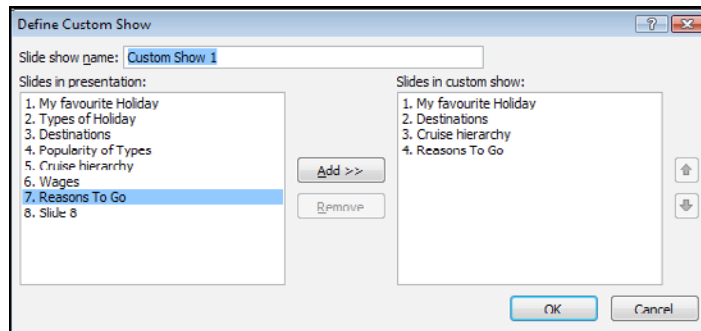 Define Custom Show
Slide show name: Custom Show 1
Slides in presentation:
1. My favourite Holiday
2. Types of Holiday
3. Destinations
4. Popularity of Types
5. Cruise hierarchy
6. Wages
7. Reasons To Go
8. Slide 8
Add >>
Remove
Slides in custom show:
1. My favourite Holiday
2. Destinations
3. Cruise hierarchy
4. Reasons To Go
OK
Cancel